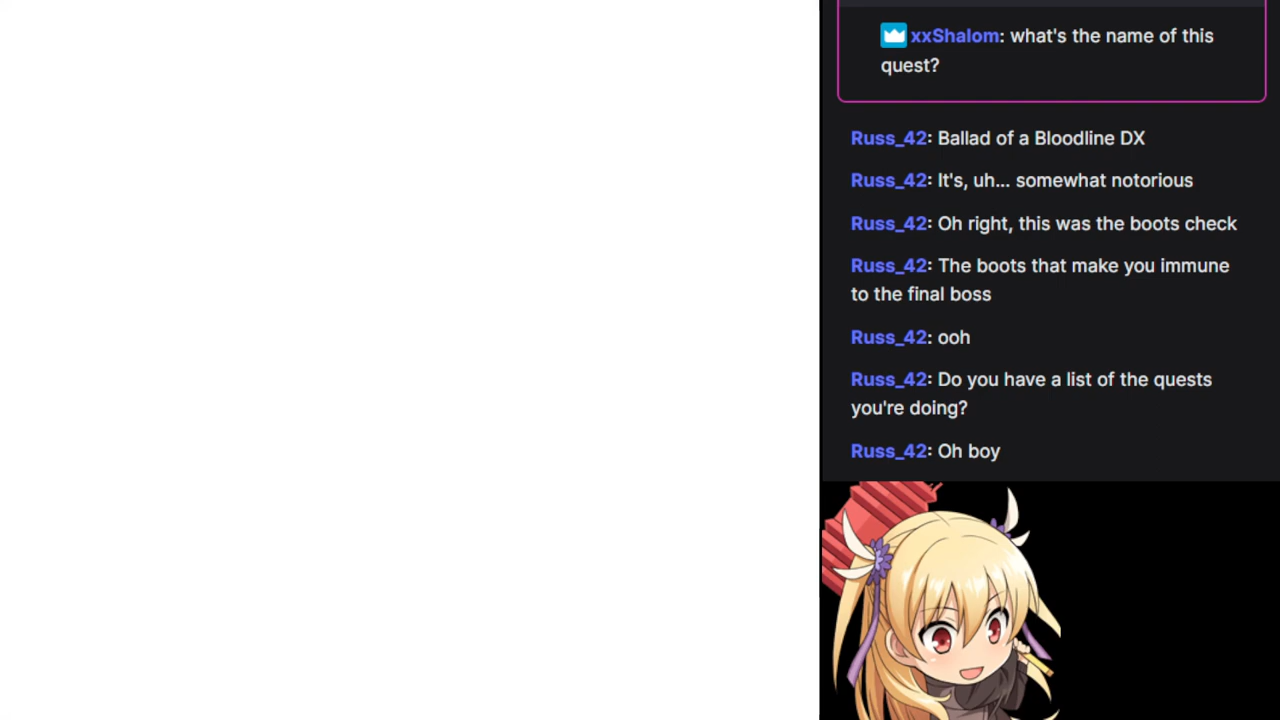 xxShalom: what's the name of this
quest?
Russ_42: Ballad of a Bloodline DX
Russ_42: It's, uh... somewhat notorious
Russ_42: Oh right, this was the boots check
Russ_42: The boots that make you immune
to the final boss
Russ_42: ooh
Russ_42: Do you have a list of the quests
you're doing?
Russ_42: Oh boy